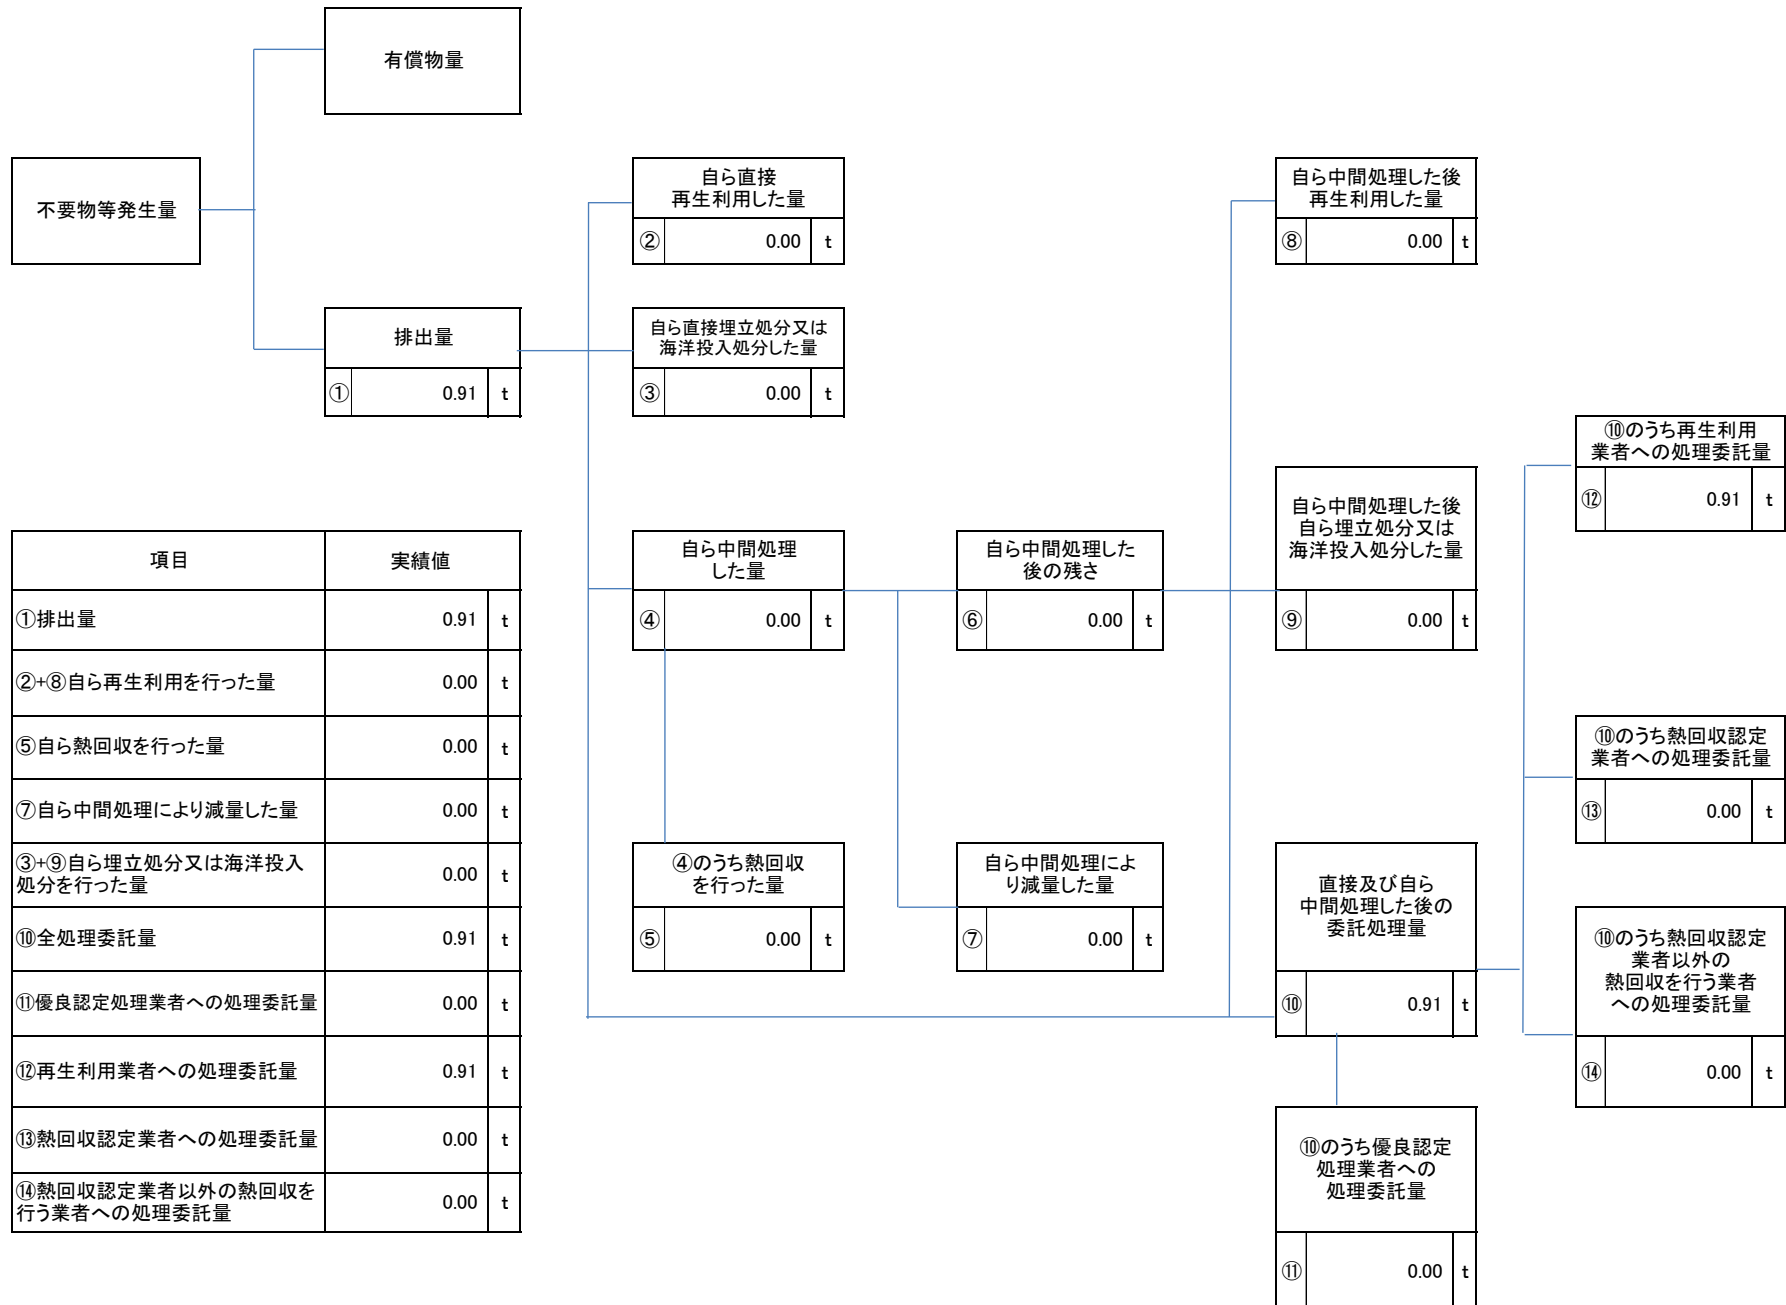 有償物量
不要物等発生量
自ら直接
再生利用した量
② 0.00 t
自ら中間処理した後
再生利用した量
⑧ 0.00 t
排出量
① 0.91 t
自ら直接埋立処分又は
海洋投入処分した量
③ 0.00 t
⑩のうち再生利用
業者への処理委託量
⑫ 0.91 t
自ら中間処理
した量
④ 0.00 t
自ら中間処理した
後の残さ
⑥ 0.00 t
自ら中間処理した後
自ら埋立処分又は
海洋投入処分した量
⑨ 0.00 t
⑩のうち熱回収認定
業者への処理委託量
⑬ 0.00 t
④のうち熱回収
を行った量
⑤ 0.00 t
自ら中間処理によ
り減量した量
⑦ 0.00 t
直接及び自ら
中間処理した後の
委託処理量
⑩ 0.91 t
⑩のうち熱回収認定
業者以外の
熱回収を行う業者
への処理委託量
⑭ 0.00 t
⑩のうち優良認定
処理業者への
処理委託量
⑪ 0.00 t
項目 実績値
①排出量 0.91 t
②+⑧自ら再生利用を行った量 0.00 t
⑤自ら熱回収を行った量 0.00 t
⑦自ら中間処理により減量した量 0.00 t
③+⑨自ら埋立処分又は海洋投入
処分を行った量 0.00 t
⑩全処理委託量 0.91 t
⑪優良認定処理業者への処理委託量 0.00 t
⑫再生利用業者への処理委託量 0.91 t
⑬熱回収認定業者への処理委託量 0.00 t
⑭熱回収認定業者以外の熱回収を
行う業者への処理委託量 0.00 t